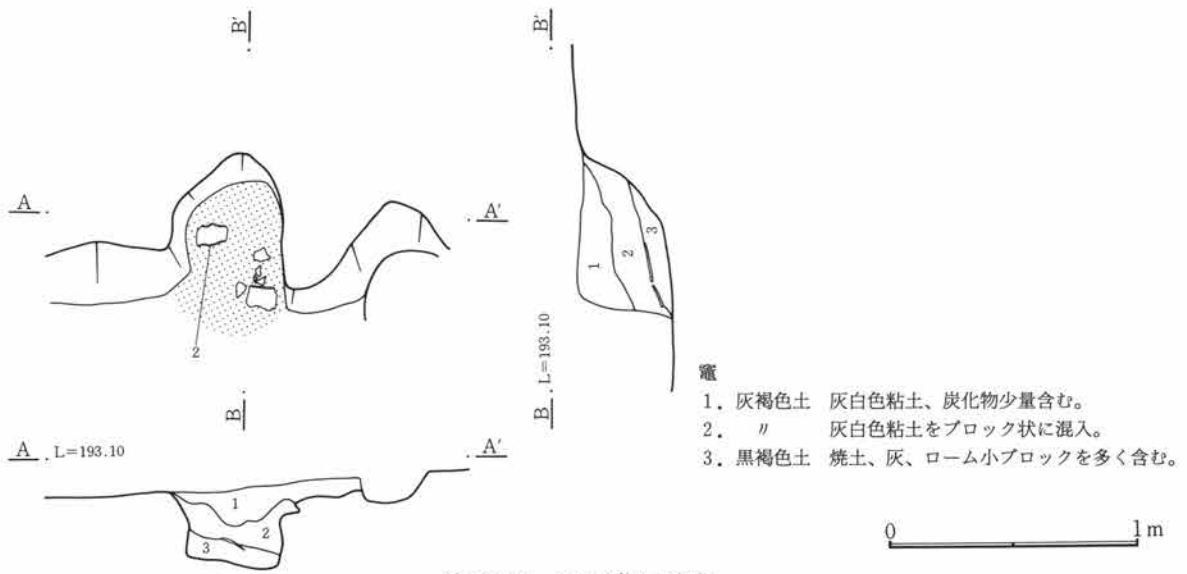 B′
B′
A
A′
1
2
3
2
L=193.10
B
B
A L=193.10
A′
1
2
3
竈
1. 灰褐色土 灰白色粘土、炭化物少量含む。
2. 〃 灰白色粘土をブロック状に混入。
3. 黒褐色土 焼土、灰、ローム小ブロックを多く含む。
0 1m